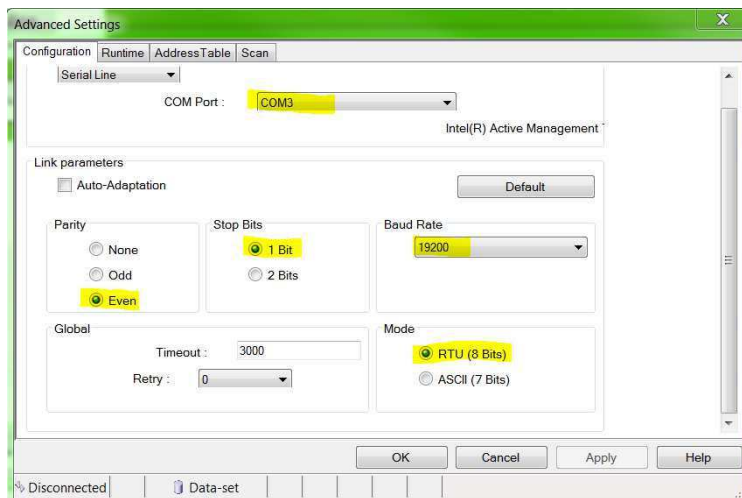 Advanced Settings
Configuration Runtime AddressTable Scan
Serial Line
COM Port : COM3
Intel(R) Active Management
Link parameters
Auto-Adaptation Default
Parity Stop Bits Baud Rate
None 1 Bit 19200
Odd 2 Bits
Even
Global Mode
Timeout : 3000 RTU (8 Bits)
Retry : 0 ASCII (7 Bits)
OK Cancel Apply Help
Disconnected Data-set